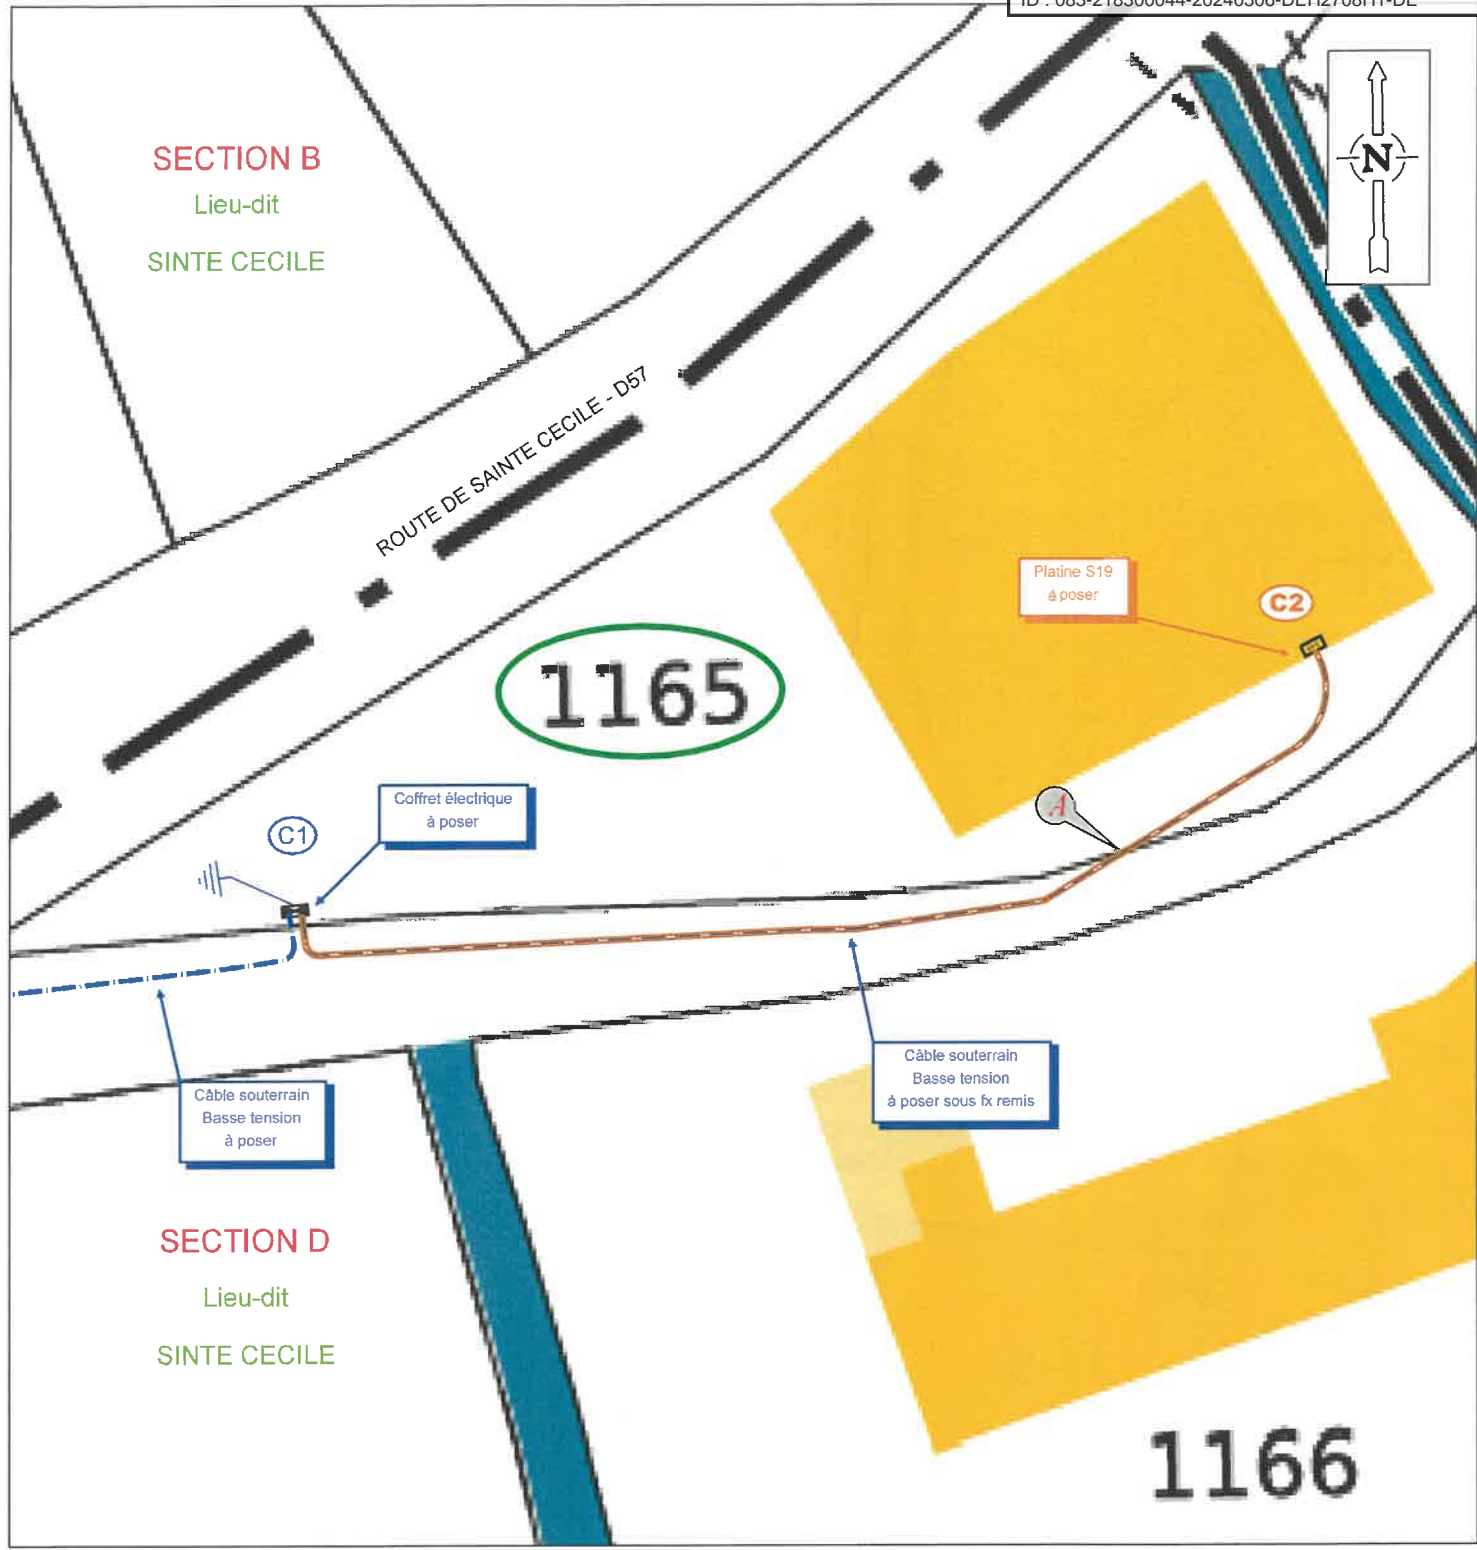 SECTION B
Lieu-dit
SINTE CECILE
N
ROUTE DE SAINTE CECILE - D57
Platine S19
à poser
C2
1165
Coffret électrique
à poser
C1
A
Câble souterrain
Basse tension
à poser sous fx remis
Câble souterrain
Basse tension
à poser
SECTION D
Lieu-dit
SINTE CECILE
1166